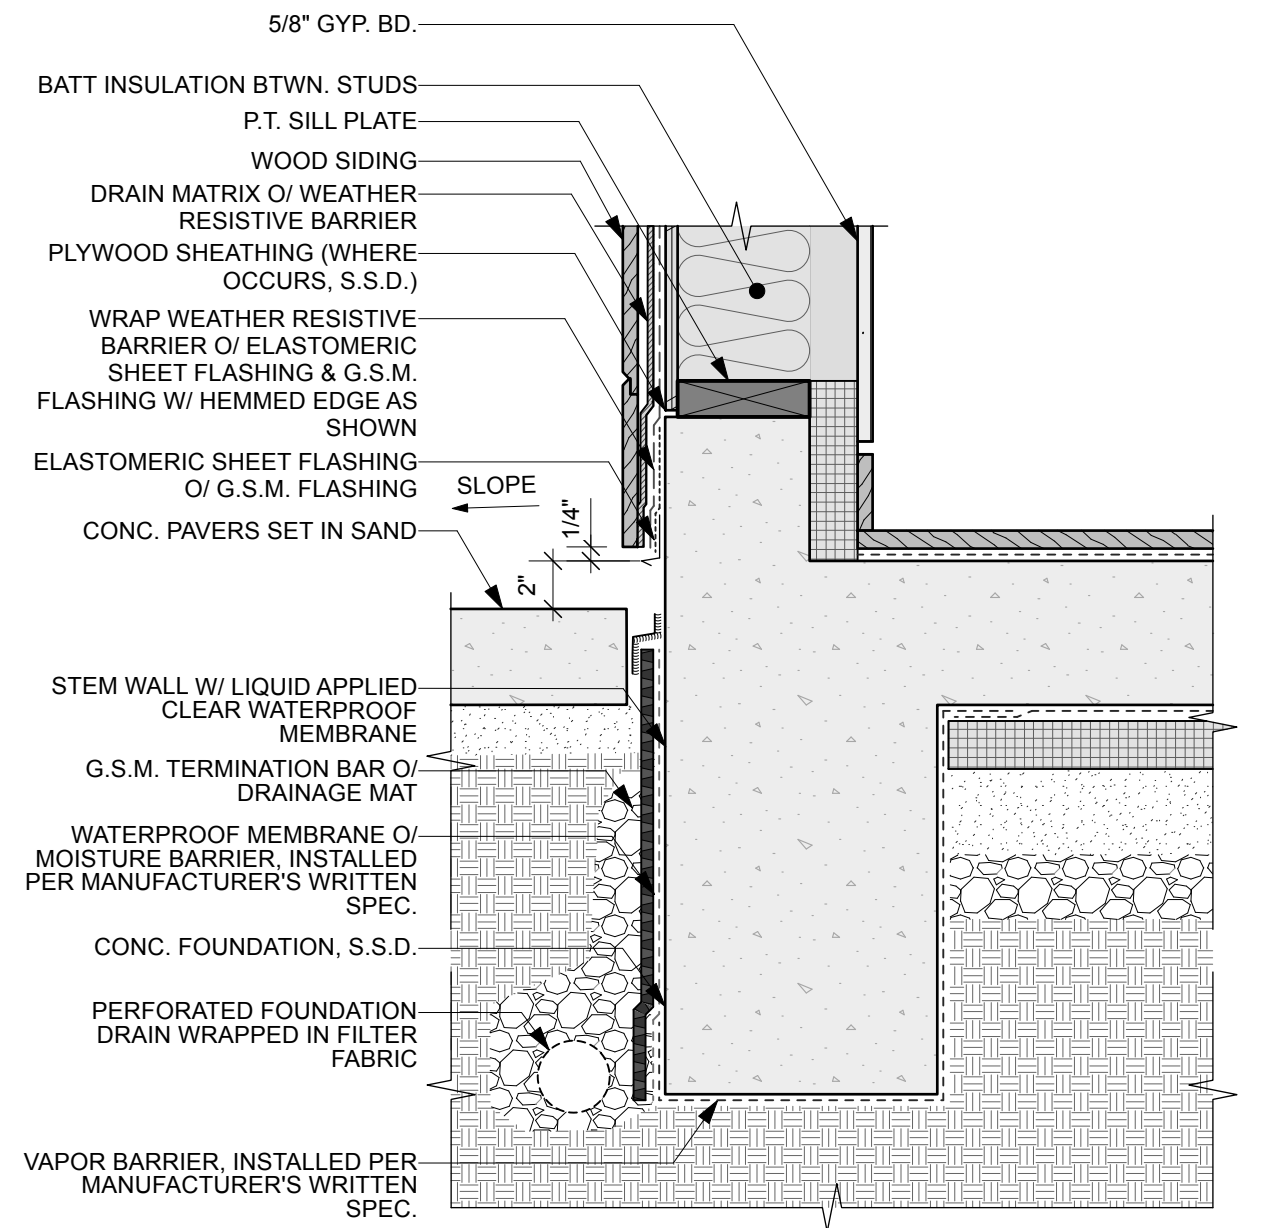 5/8" GYP. BD.
BATT INSULATION BTWN. STUDS
P.T. SILL PLATE
WOOD SIDING
DRAIN MATRIX O/ WEATHER
RESISTIVE BARRIER
PLYWOOD SHEATHING (WHERE
OCCURS, S.S.D.)
WRAP WEATHER RESISTIVE
BARRIER O/ ELASTOMERIC
SHEET FLASHING & G.S.M.
FLASHING W/ HEMMED EDGE AS
SHOWN
ELASTOMERIC SHEET FLASHING
O/ G.S.M. FLASHING
SLOPE
CONC. PAVERS SET IN SAND
1/4"
2"
STEM WALL W/ LIQUID APPLIED
CLEAR WATERPROOF
MEMBRANE
G.S.M. TERMINATION BAR O/
DRAINAGE MAT
WATERPROOF MEMBRANE O/
MOISTURE BARRIER, INSTALLED
PER MANUFACTURER'S WRITTEN
SPEC.
CONC. FOUNDATION, S.S.D.
PERFORATED FOUNDATION
DRAIN WRAPPED IN FILTER
FABRIC
VAPOR BARRIER, INSTALLED PER
MANUFACTURER'S WRITTEN
SPEC.